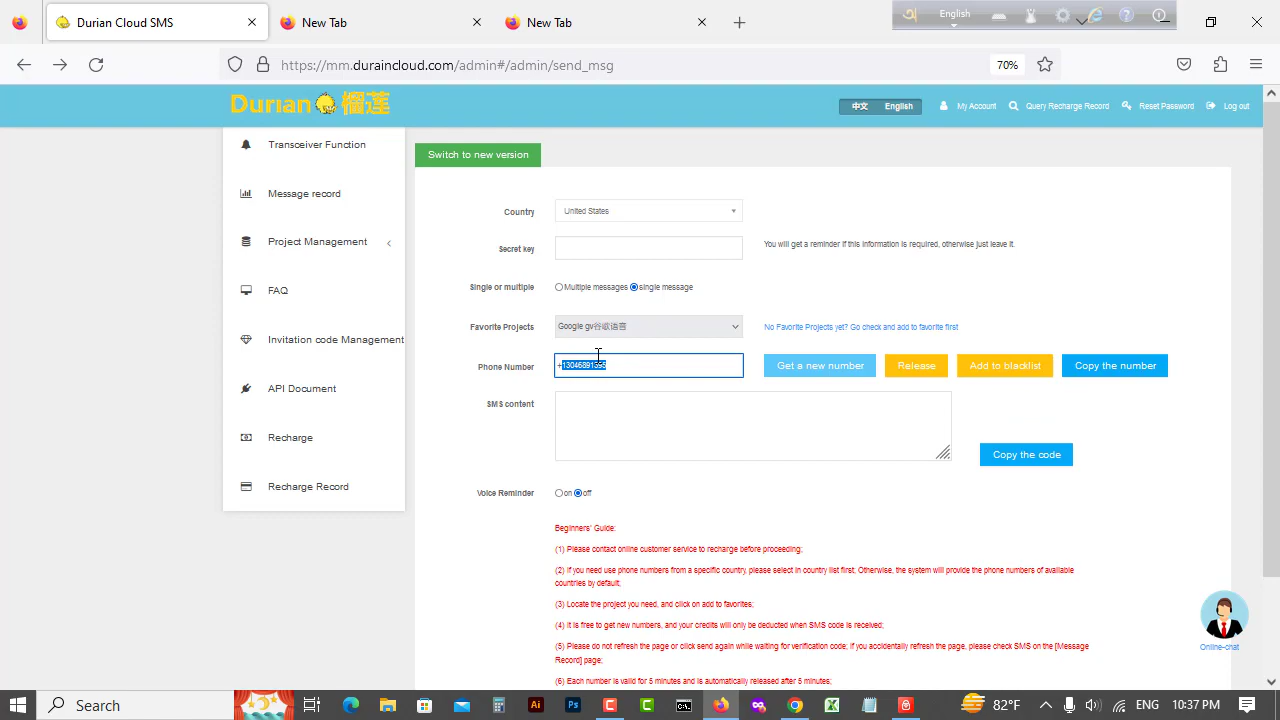 Durian Cloud SMS
New Tab
New Tab
English
https://mm.duraincloud.com/admin#/admin/send_msg
70%
Durian 榴莲
中文 English
My Account
Query Recharge Record
Reset Password
Log out
Transceiver Function
Message record
Project Management
FAQ
Invitation code Management
API Document
Recharge
Recharge Record
Switch to new version
Country
United States
Secret key
You will get a reminder if this information is required, otherwise just leave it.
Single or multiple
Multiple messages single message
Favorite Projects
Google gv谷歌语音
No Favorite Projects yet? Go check and add to favorite first
Phone Number
Get a new number
Release
Add to blacklist
Copy the number
SMS content
Copy the code
Voice Reminder
on off
Beginners' Guide:
(1) Please contact online customer service to recharge before proceeding;
(2) If you need use phone numbers from a specific country, please select in country list first. Otherwise, the system will provide the phone numbers of available
countries by default;
(3) Locate the project you need, and click on add to favorites;
(4) It is free to get new numbers, and your credits will only be deducted when SMS code is received;
(5) Please do not refresh the page or click send again while waiting for verification code; If you accidentally refresh the page, please check SMS on the [Message
Record] page;
(6) Each number is valid for 5 minutes and is automatically released after 5 minutes;
Online-chat
Search
Ai
Ps
82°F
ENG
10:37 PM